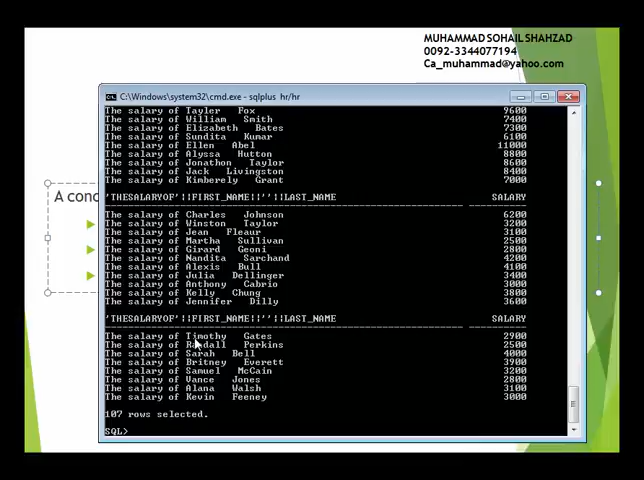 MUHAMMAD SOHAIL SHAHZAD
0092-3344077194
Ca_muhammad@yahoo.com
C:\Windows\system32\cmd.exe - sqlplus hr/hr
The salary of Tayler Fox 9600
The salary of William Smith 7400
The salary of Elizabeth Bates 7300
The salary of Sundita Kumar 6100
The salary of Ellen Abel 11000
The salary of Alyssa Hutton 8800
The salary of Jonathon Taylor 8600
The salary of Jack Livingston 8400
The salary of Kimberely Grant 7000
A conc
'THESALARYOF'||FIRST_NAME||''||LAST_NAME SALARY
The salary of Charles Johnson 6200
The salary of Winston Taylor 3200
The salary of Jean Fleaur 3100
The salary of Martha Sullivan 2500
The salary of Girard Geoni 2800
The salary of Nandita Sarchand 4200
The salary of Alexis Bull 4100
The salary of Julia Dellinger 3400
The salary of Anthony Cabrio 3000
The salary of Kelly Chung 3800
The salary of Jennifer Dilly 3600
'THESALARYOF'||FIRST_NAME||''||LAST_NAME SALARY
The salary of Timothy Gates 2900
The salary of Randall Perkins 2500
The salary of Sarah Bell 4000
The salary of Britney Everett 3900
The salary of Samuel McCain 3200
The salary of Vance Jones 2800
The salary of Alana Walsh 3100
The salary of Kevin Feeney 3000
107 rows selected.
SQL>